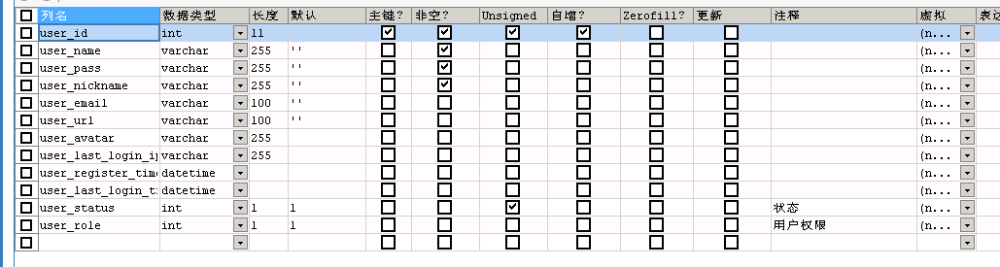 列名 数据类型 长度 默认 主键? 非空? Unsigned 自增? Zerofill? 更新 注释 虚拟 表达
user_id int 11 (n...
user_name varchar 255 '' (n...
user_pass varchar 255 '' (n...
user_nickname varchar 255 '' (n...
user_email varchar 100 '' (n...
user_url varchar 100 '' (n...
user_avatar varchar 255 (n...
user_last_login_ip varchar 255 (n...
user_register_time datetime (n...
user_last_login_t: datetime (n...
user_status int 1 1 状态 (n...
user_role int 1 1 用户权限 (n...